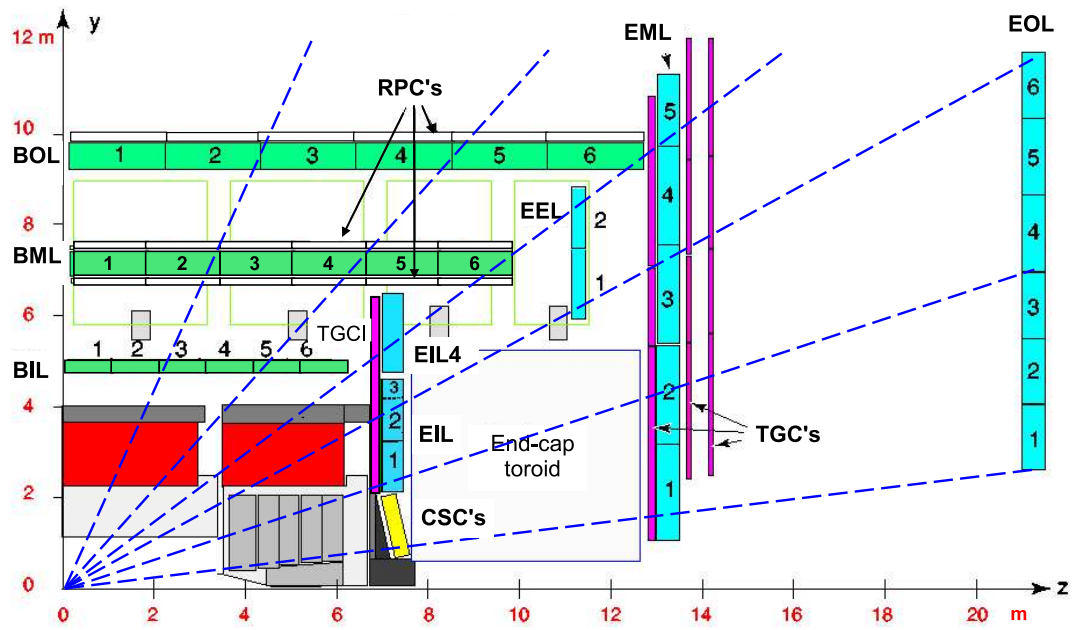 y
12 m
EML
EOL
RPC's
10
BOL
1 2 3 4 5 6
5
6
5
4
3
2
1
4
3
2
1
EEL
2
1
8
BML
1 2 3 4 5 6
6
TGCI
1 2 3 4 5 6
BIL
EIL4
4
3
2
1
EIL
End-cap
toroid
TGC's
2
CSC's
0
z
0 2 4 6 8 10 12 14 16 18 20 m